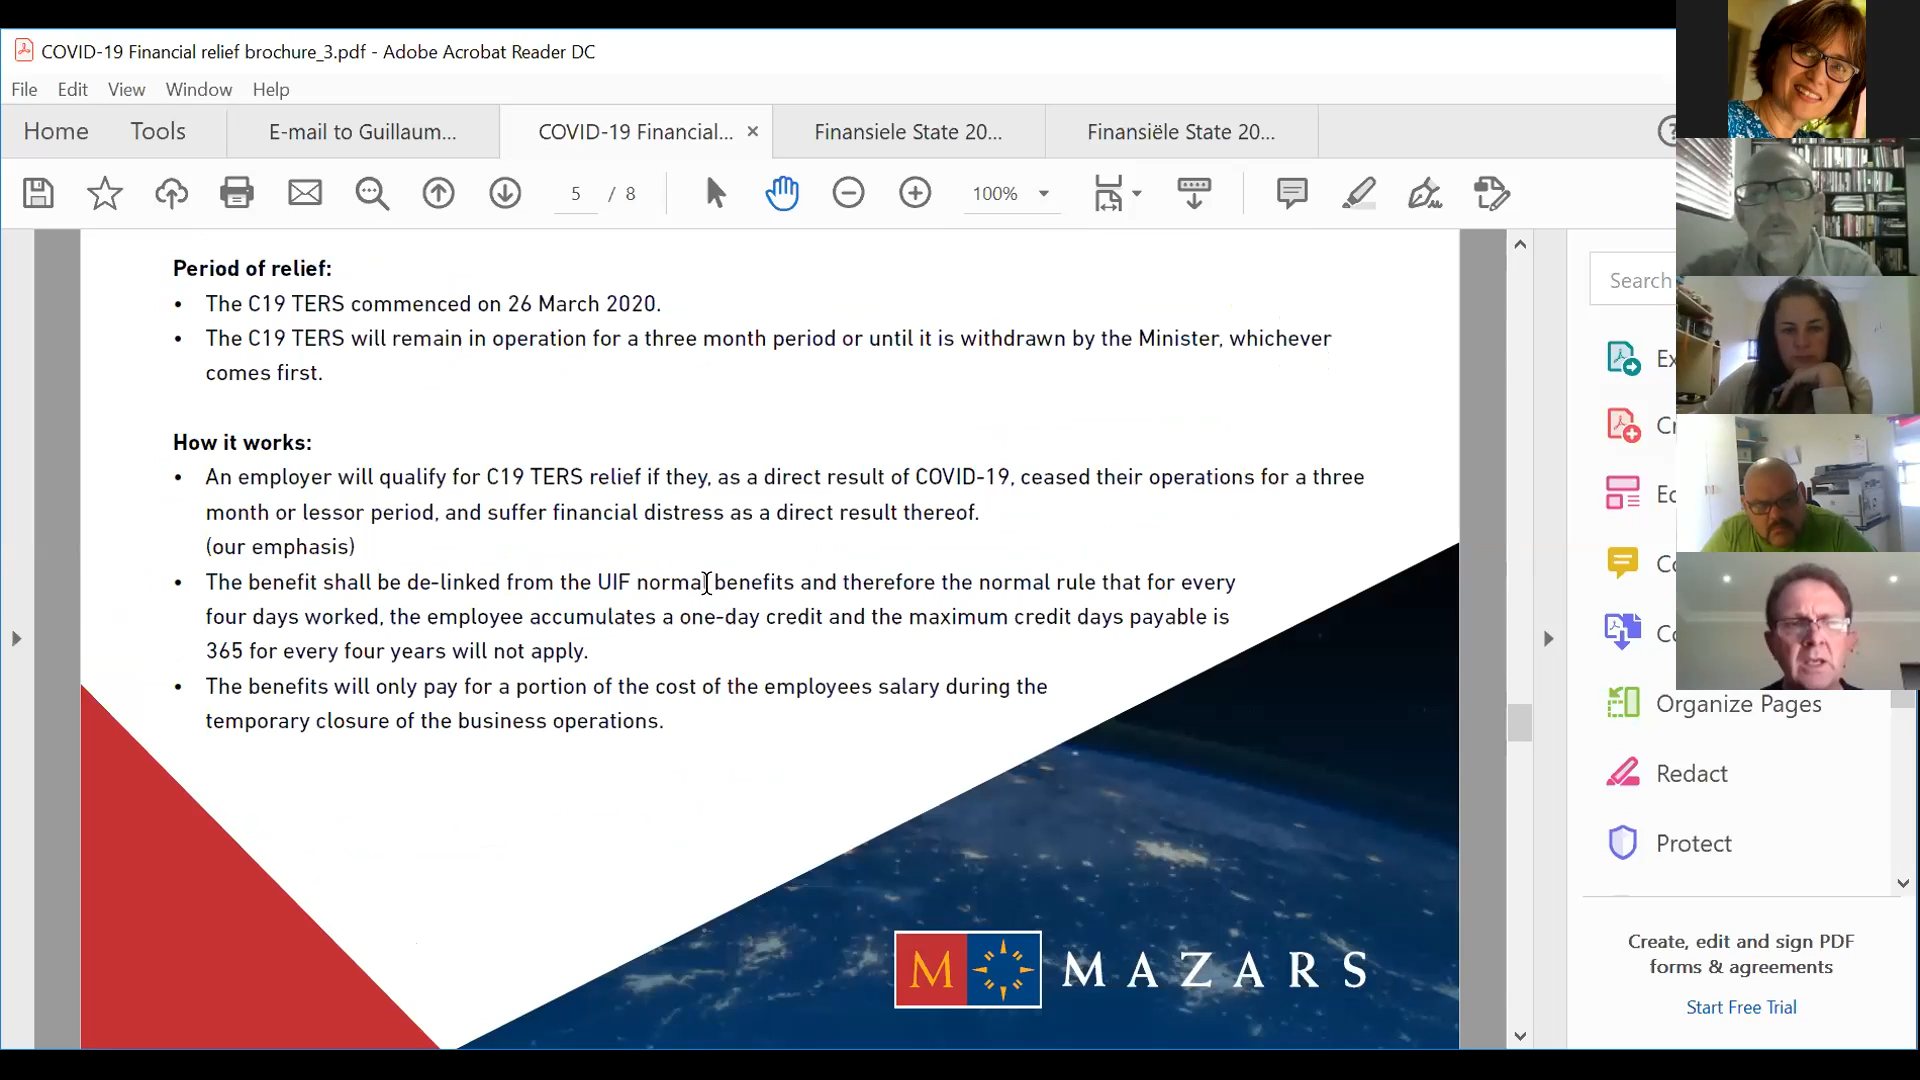 COVID-19 Financial relief brochure_3.pdf - Adobe Acrobat Reader DC
File Edit View Window Help
Home Tools E-mail to Guillaum... COVID-19 Financial... × Finansiele State 20... Finansiële State 20...
5 / 8 100%
Period of relief:
• The C19 TERS commenced on 26 March 2020.
• The C19 TERS will remain in operation for a three month period or until it is withdrawn by the Minister, whichever
comes first.
How it works:
• An employer will qualify for C19 TERS relief if they, as a direct result of COVID-19, ceased their operations for a three
month or lessor period, and suffer financial distress as a direct result thereof.
(our emphasis)
• The benefit shall be de-linked from the UIF normal benefits and therefore the normal rule that for every
four days worked, the employee accumulates a one-day credit and the maximum credit days payable is
365 for every four years will not apply.
• The benefits will only pay for a portion of the cost of the employees salary during the
temporary closure of the business operations.
M MAZARS
Search
Ex
Cr
Ed
Co
Co
Organize Pages
Redact
Protect
Create, edit and sign PDF
forms & agreements
Start Free Trial